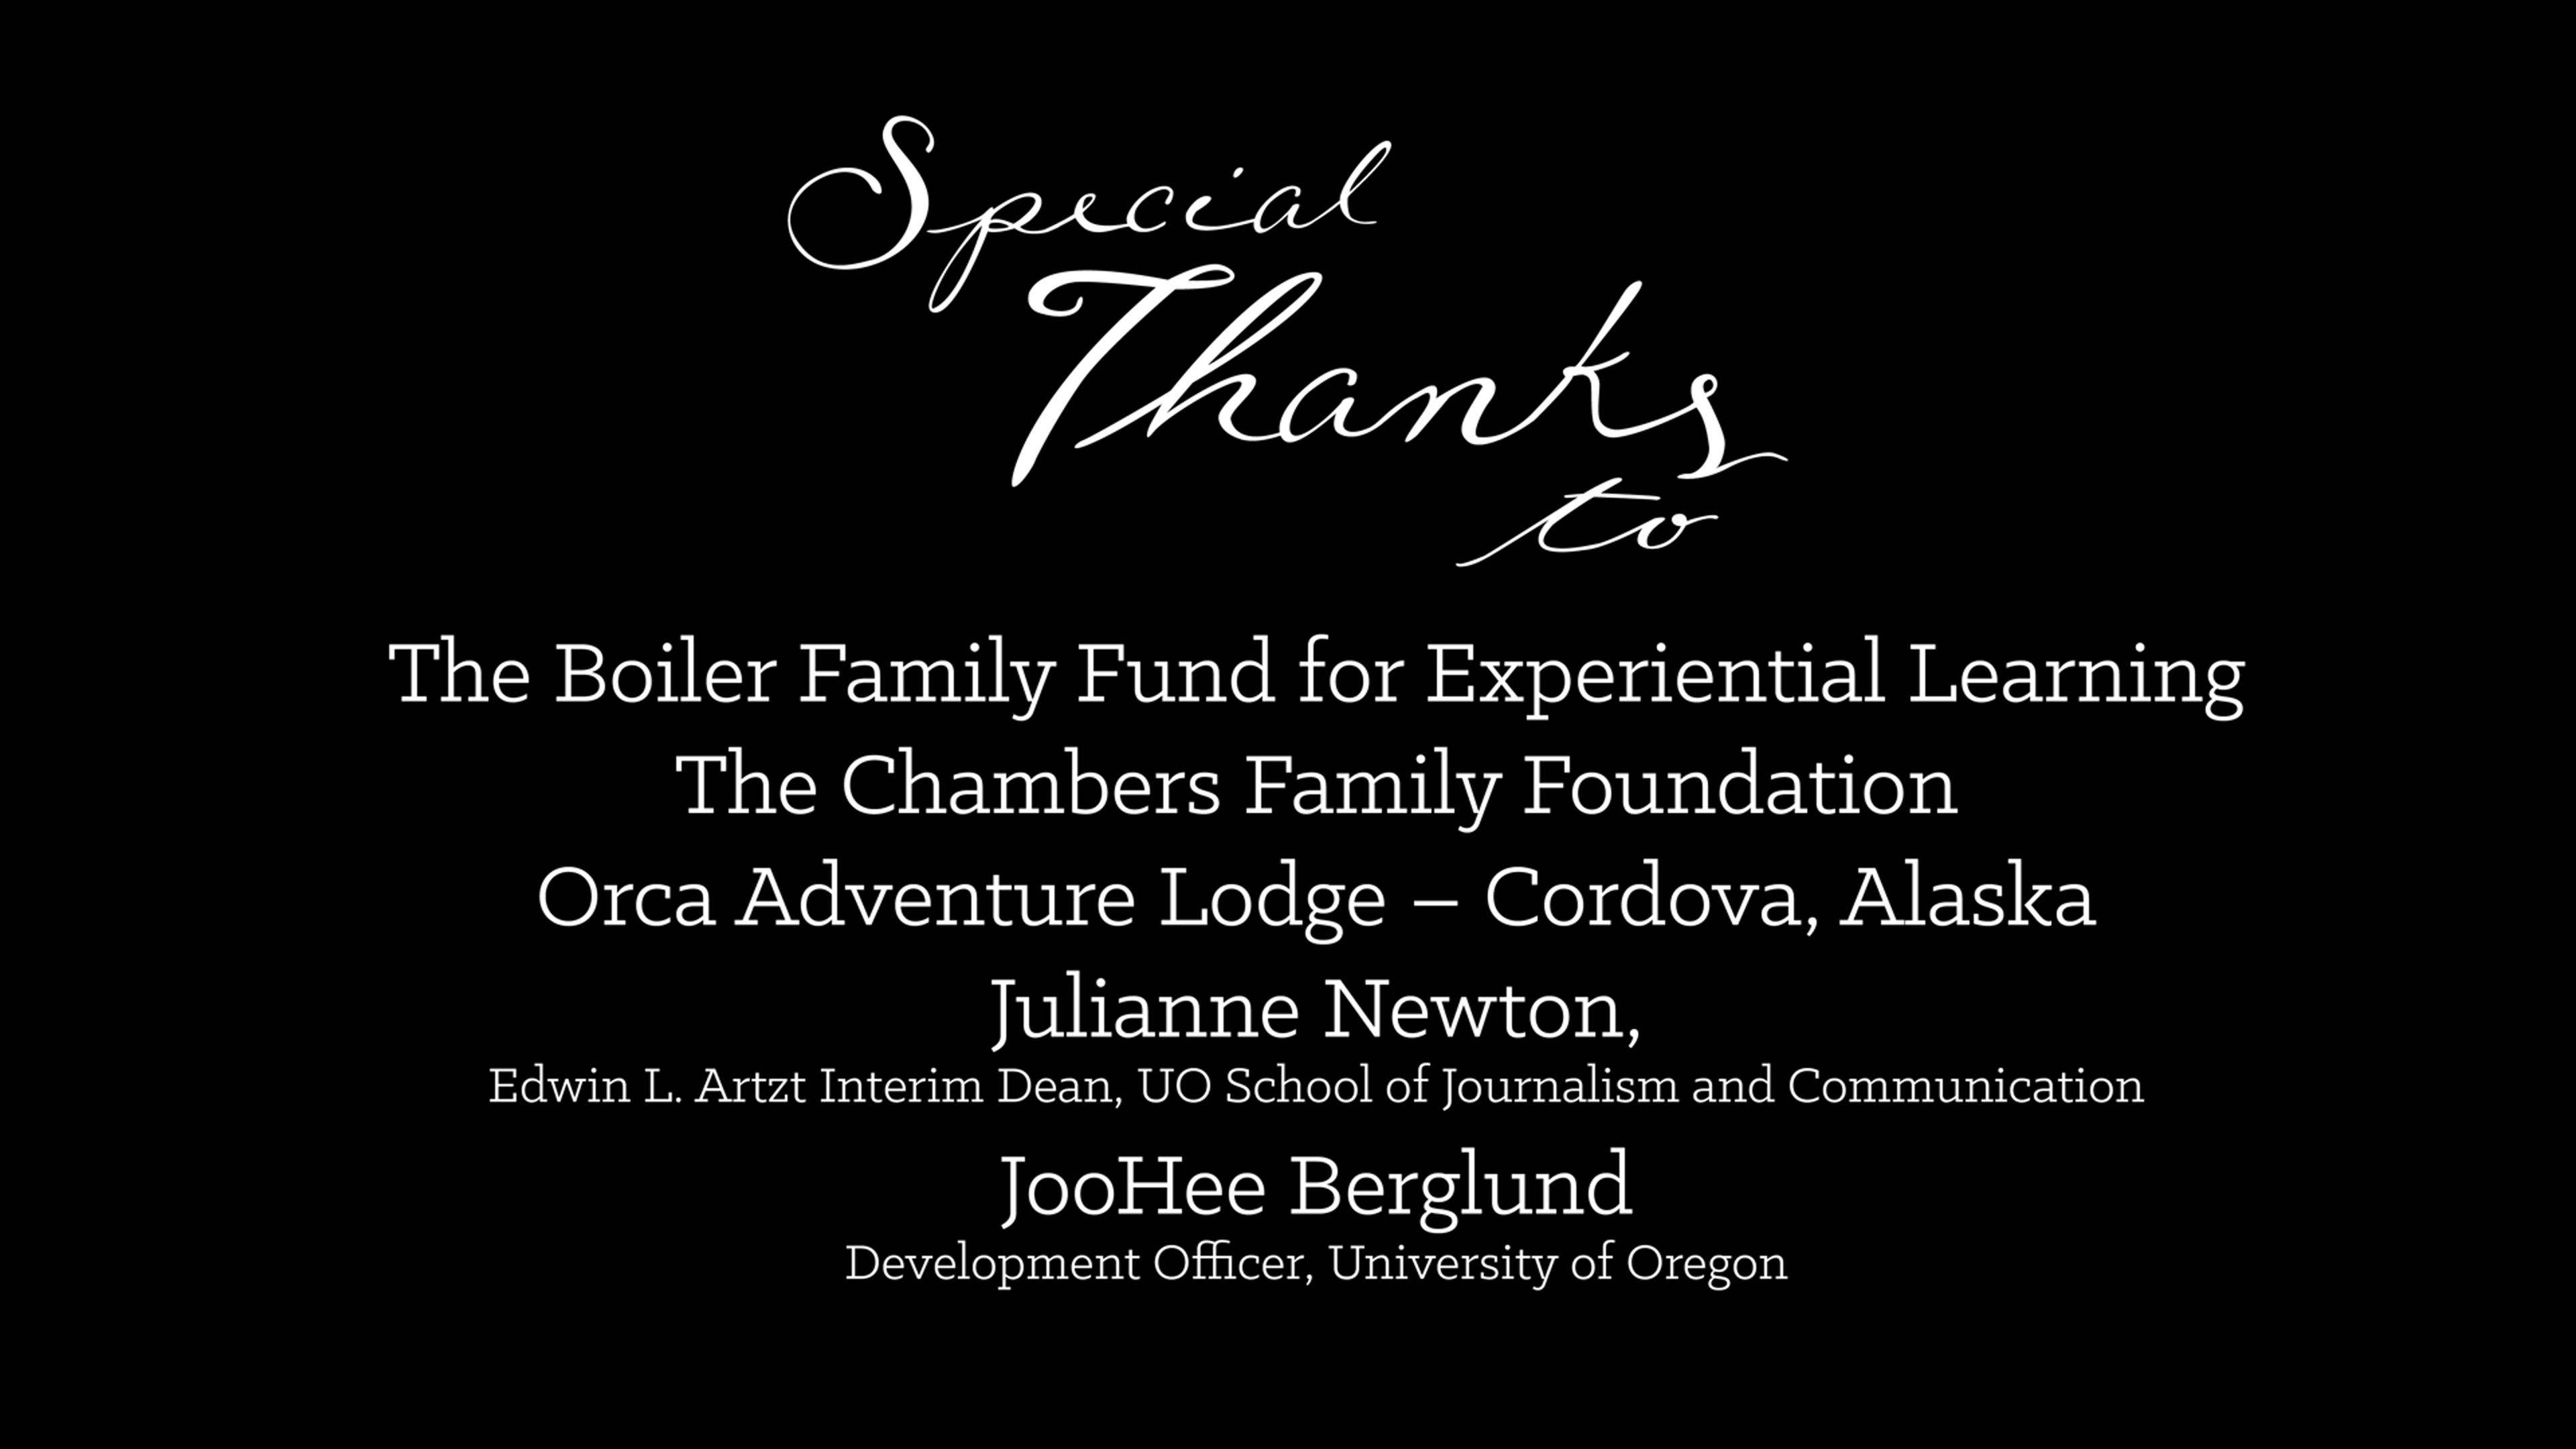 Special
Thanks
to
The Boiler Family Fund for Experiential Learning
The Chambers Family Foundation
Orca Adventure Lodge – Cordova, Alaska
Julianne Newton,
Edwin L. Artzt Interim Dean, UO School of Journalism and Communication
JooHee Berglund
Development Officer, University of Oregon